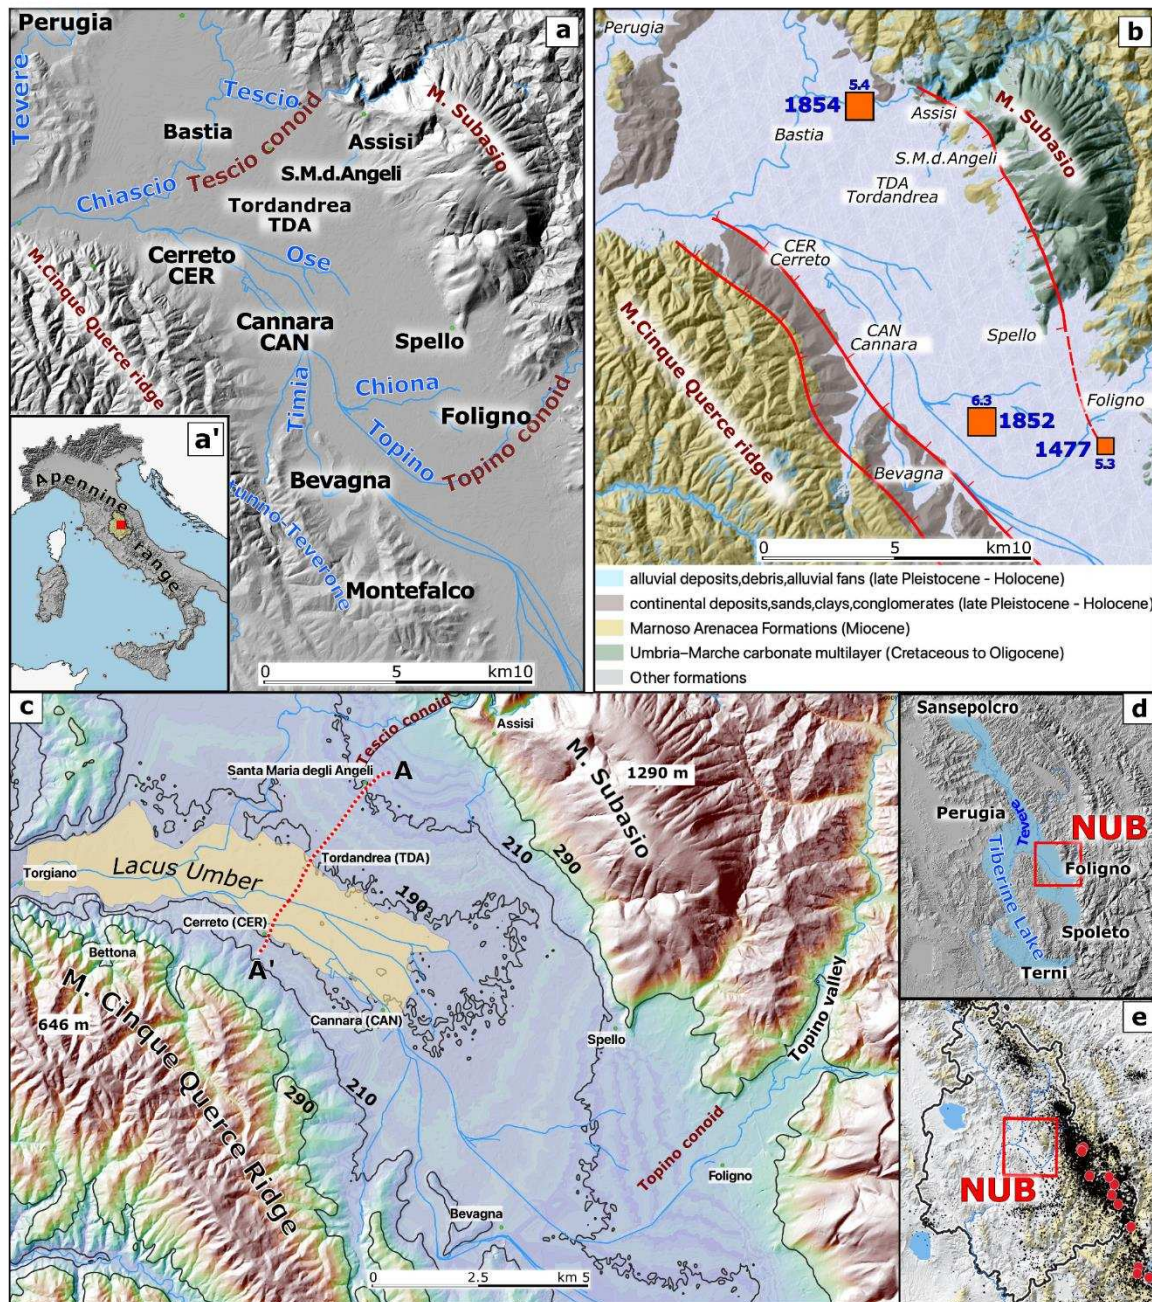 Perugia
a
Tevere
Tescio
Bastia
Tescio conoid
Assisi
M. Subasio
S.M.d.Angeli
Chiascio
Tordandrea
TDA
Cerreto
CER
Ose
M.Cinque Querce ridge
Cannara
CAN
Spello
Chiona
Timia
Foligno
Topino
Topino conoid
Bevagna
unno-Teverone
Montefalco
0 5 km10
a'
Apennine
range
b
Perugia
5.4
1854
Bastia
Assisi
M. Subasio
S.M.d.Angeli
TDA
Tordandrea
CER
Cerreto
M.Cinque Querce ridge
CAN
Cannara
Spello
6.3
1852
Foligno
1477
5.3
Bevagna
0 5 km10
alluvial deposits,debris,alluvial fans (late Pleistocene - Holocene)
continental deposits,sands,clays,conglomerates (late Pleistocene - Holocene)
Marnoso Arenacea Formations (Miocene)
Umbria–Marche carbonate multilayer (Cretaceous to Oligocene)
Other formations
c
Tescio conoid
Assisi
Santa Maria degli Angeli
A
M. Subasio
1290 m
Lacus Umber
Tordandrea (TDA)
210
290
Torgiano
190
Cerreto (CER)
A'
Bettona
M. Cinque Querce Ridge
646 m
Cannara (CAN)
Spello
Topino valley
290
210
Topino conoid
Foligno
Bevagna
0 2.5 km 5
d
Sansepolcro
Perugia
Tevere
NUB
Foligno
Tiberine Lake
Spoleto
Terni
e
NUB